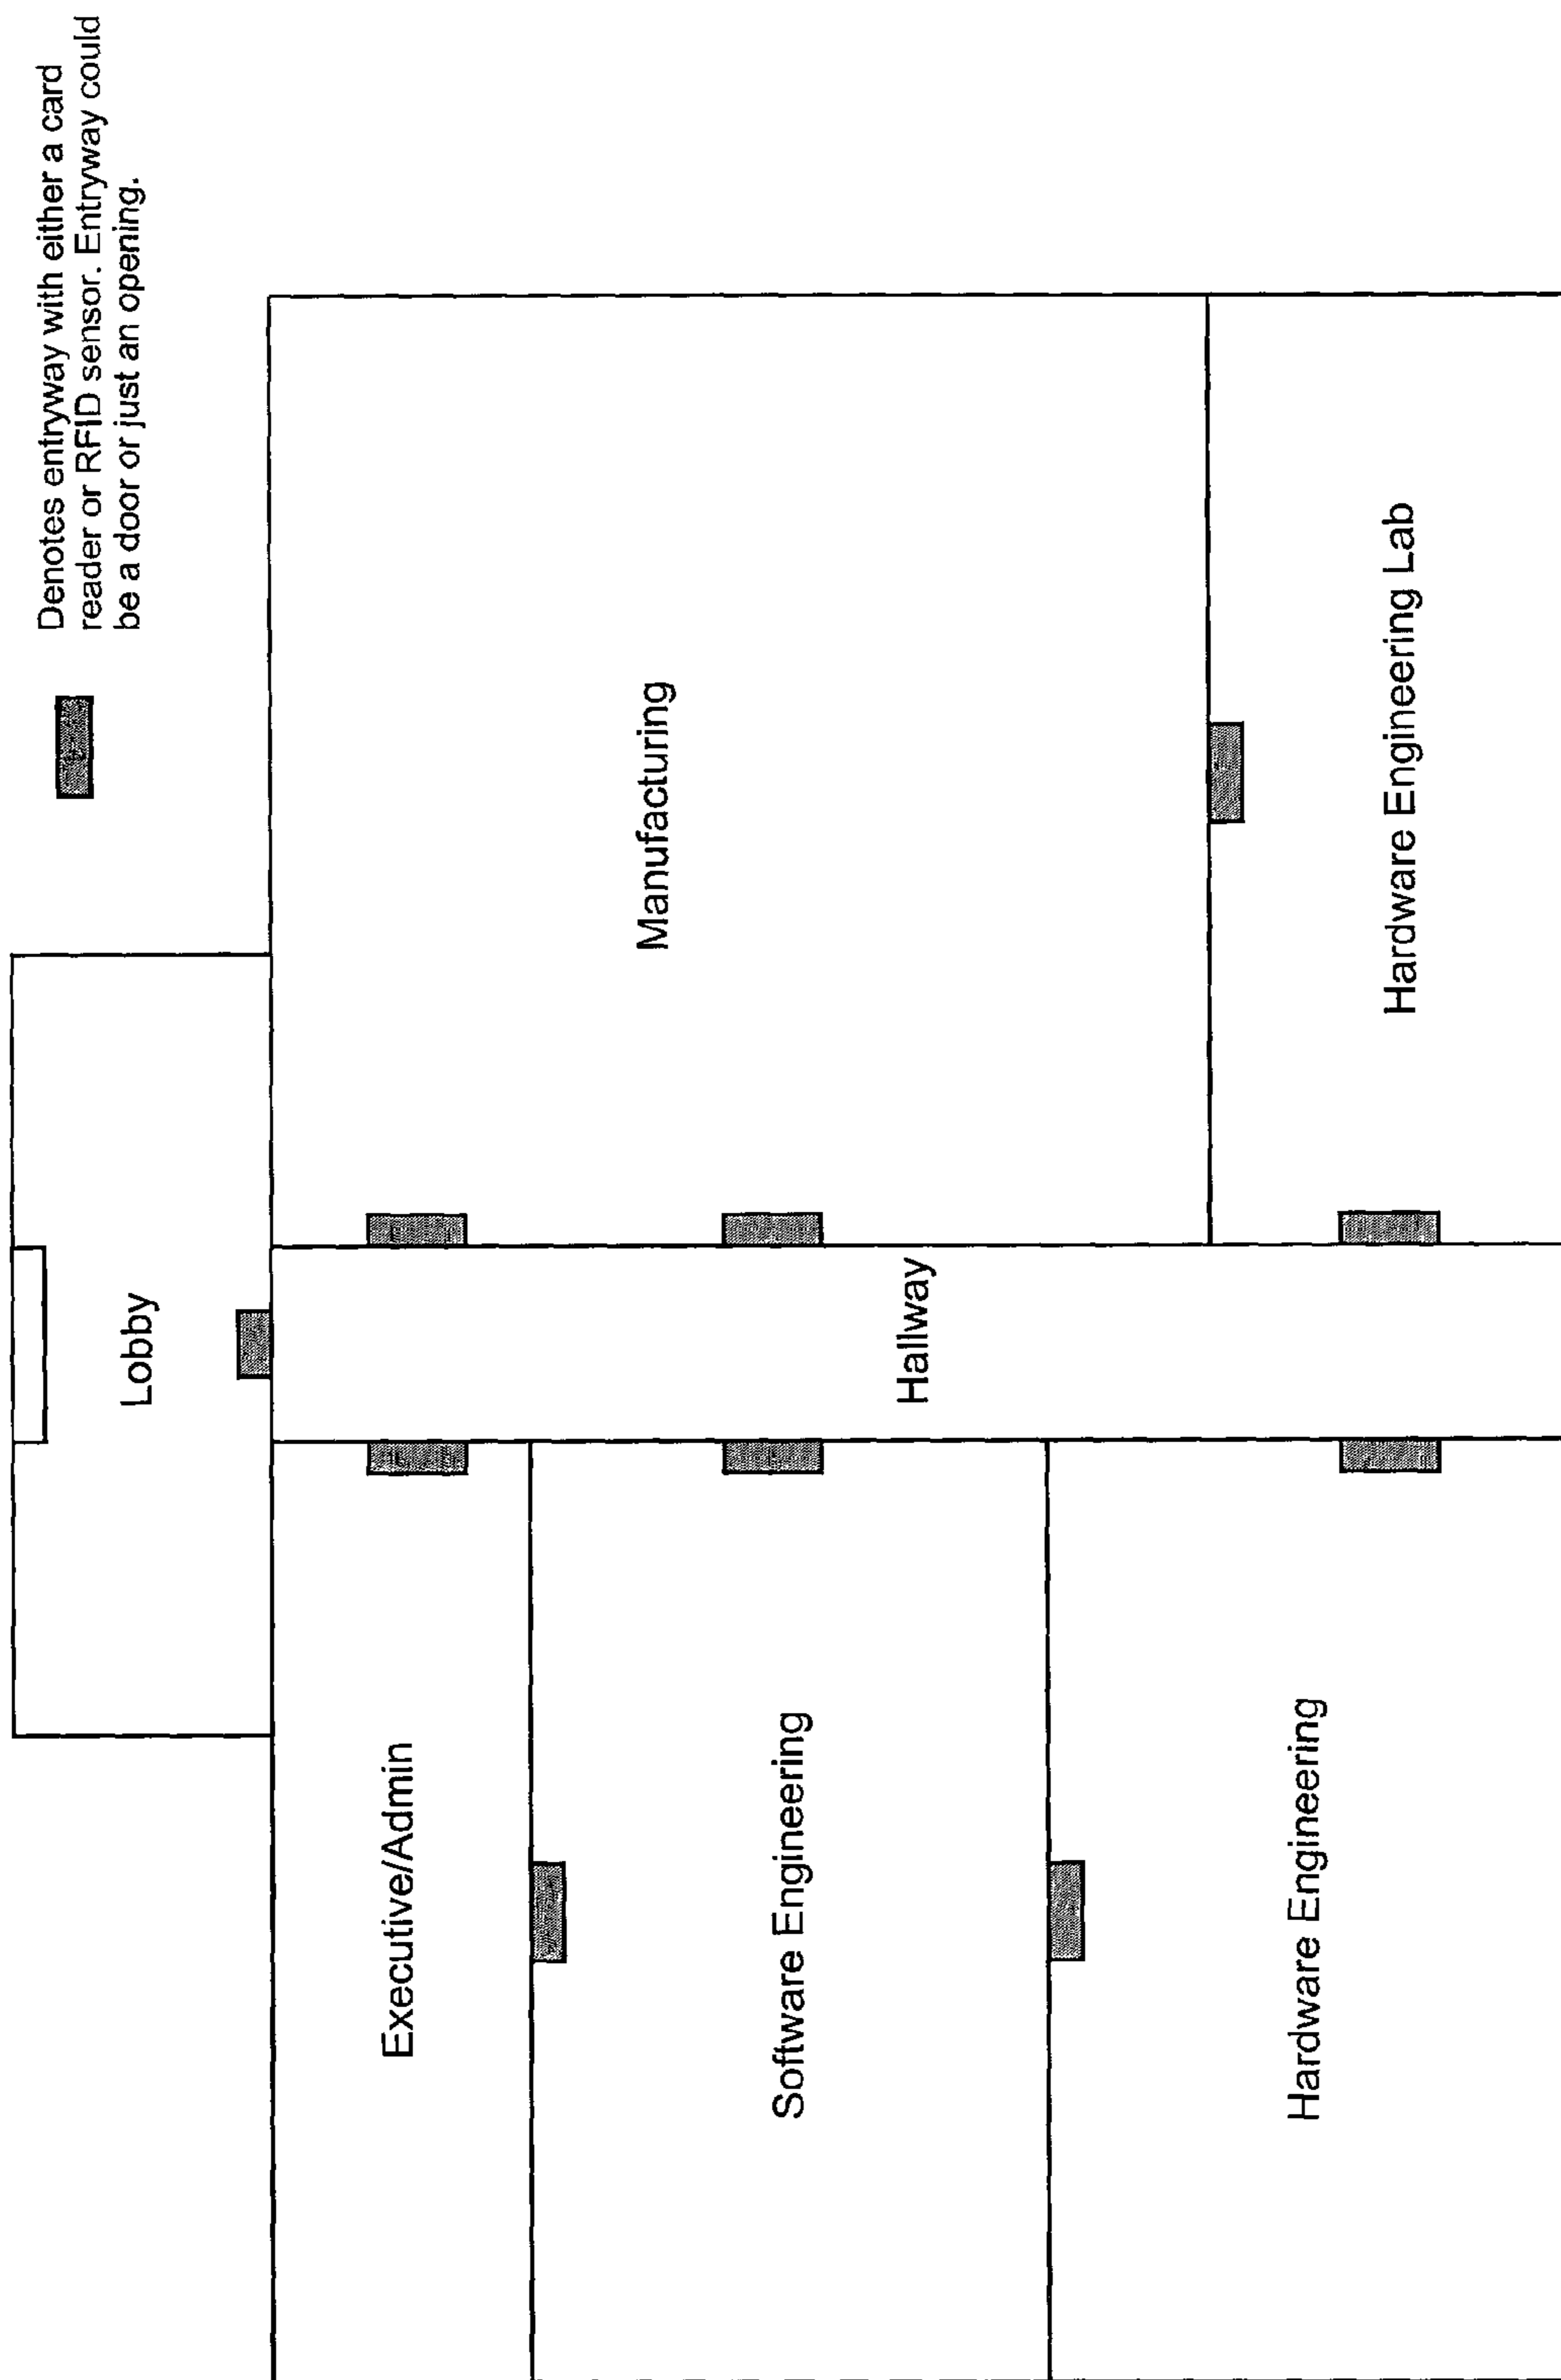 Denotes entryway with either a card
reader or RFID sensor. Entryway could
be a door or just an opening.
Lobby
Executive/Admin
Manufacturing
Software Engineering
Hallway
Hardware Engineering
Hardware Engineering Lab